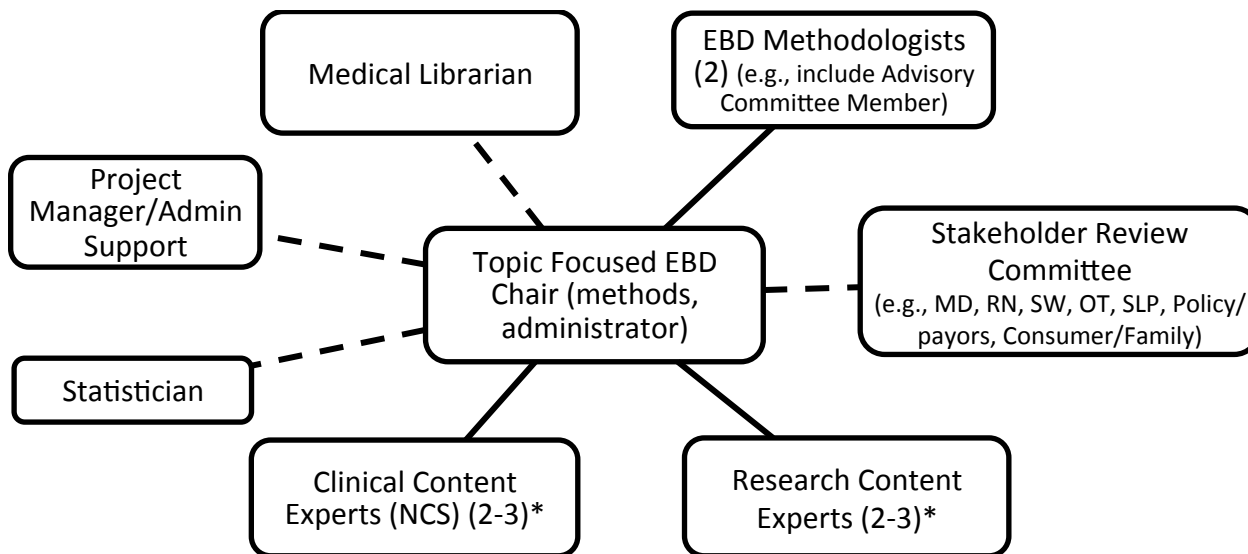 Medical Librarian
EBD Methodologists
(2) (e.g., include Advisory
Committee Member)
Project
Manager/Admin
Support
Topic Focused EBD
Chair (methods,
administrator)
Stakeholder Review
Committee
(e.g., MD, RN, SW, OT, SLP, Policy/
payors, Consumer/Family)
Statistician
Clinical Content
Experts (NCS) (2-3)*
Research Content
Experts (2-3)*